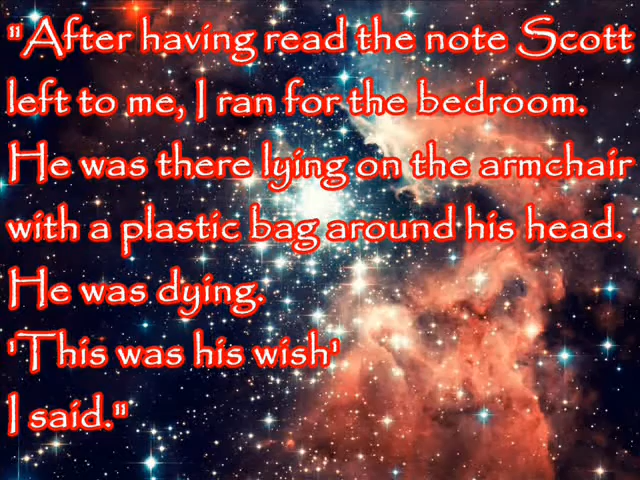 "After having read the note Scott
left to me, I ran for the bedroom.
He was there lying on the armchair
with a plastic bag around his head.
He was dying.
'This was his wish'
I said."